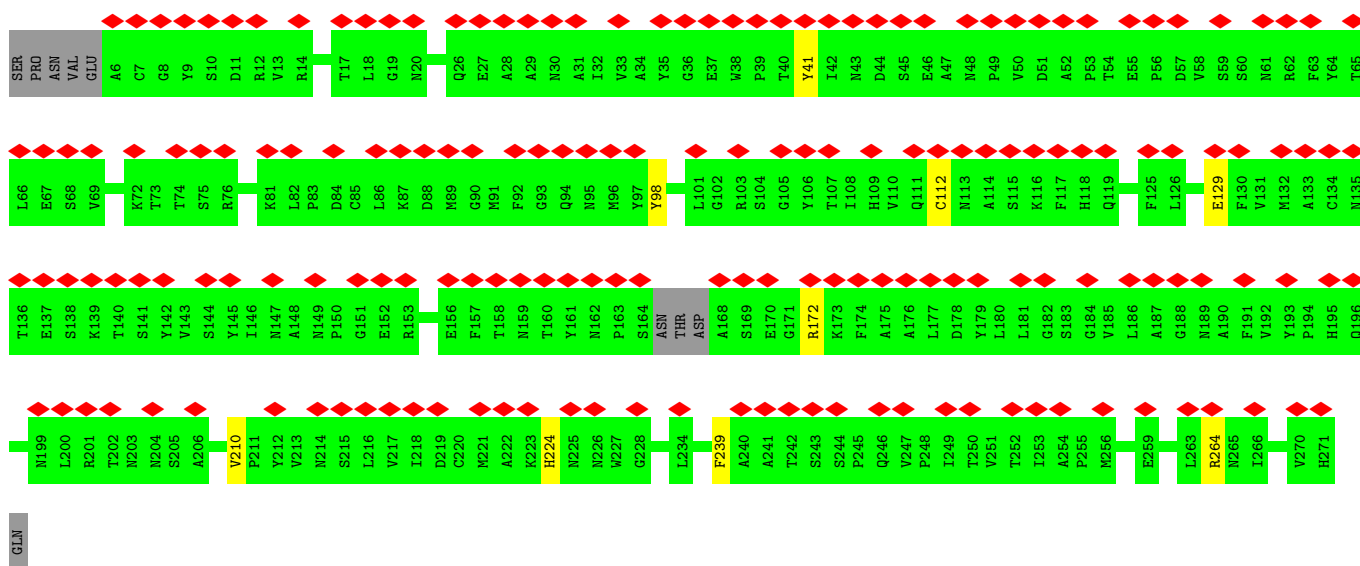 SER PRO ASN VAL GLU A6 C7 G8 Y9 S10 D11 R12 V13 R14 T17 L18 G19 N20 Q26 E27 A28 A29 N30 A31 I32 V33 A34 Y35 G36 E37 W38 P39 T40 Y41 I42 N43 D44 S45 E46 A47 N48 P49 V50 D51 A52 P53 T54 E55 P56 D57 V58 S59 S60 N61 R62 F63 Y64 T65
L66 E67 S68 V69 K72 T73 T74 S75 R76 K81 L82 P83 D84 C85 L86 K87 D88 M89 G90 M91 F92 G93 Q94 N95 M96 Y97 Y98 L101 G102 R103 S104 G105 Y106 T107 I108 H109 V110 Q111 C112 N113 A114 S115 K116 F117 H118 Q119 F125 L126 E129 F130 V131 M132 A133 C134 N135
T136 E137 S138 K139 T140 S141 Y142 V143 S144 Y145 I146 N147 A148 N149 P150 G151 E152 R153 E156 F157 T158 N159 T160 Y161 N162 P163 S164 ASN THR ASP A168 S169 E170 G171 R172 K173 F174 A175 A176 L177 D178 Y179 L180 L181 G182 S183 G184 V185 L186 A187 G188 N189 A190 F191 V192 Y193 P194 H195 Q196
N199 L200 R201 T202 N203 N204 S205 A206 V210 P211 Y212 V213 N214 S215 L216 V217 I218 D219 C220 M221 A222 K223 H224 N225 N226 W227 G228 L234 F239 A240 A241 T242 S243 S244 P245 Q246 V247 P248 I249 T250 V251 T252 I253 A254 P255 M256 E259 L263 R264 N265 I266 V270 H271
GLN